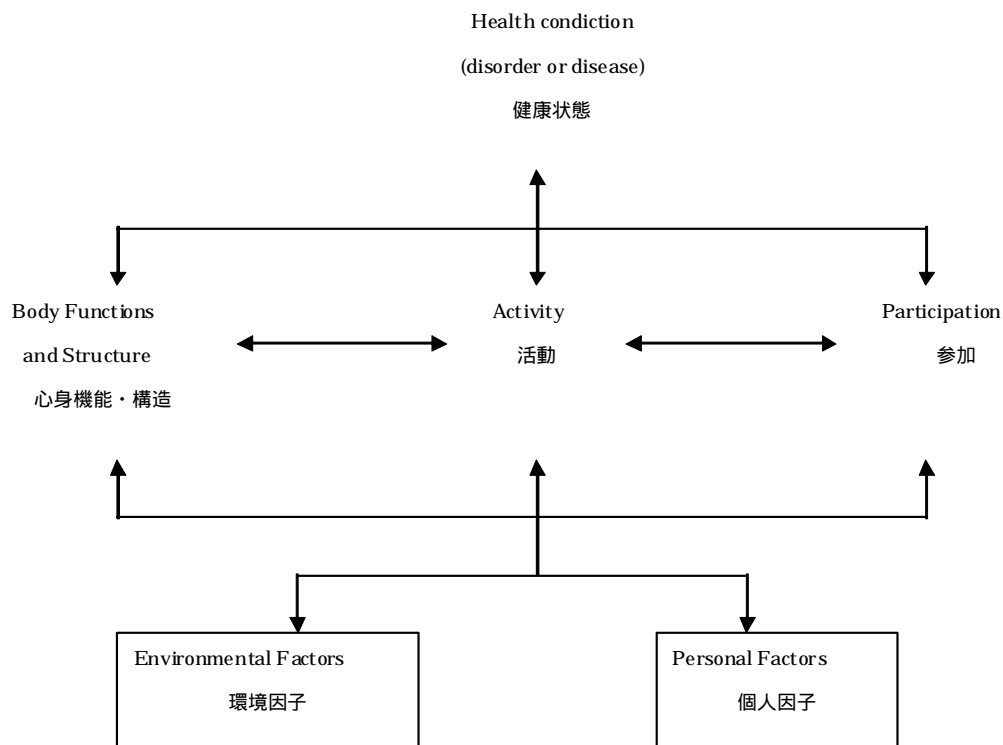 Health condiction
(disorder or disease)
健康状態
Body Functions
and Structure
心身機能・構造
Activity
活動
Participation
参加
Environmental Factors
環境因子
Personal Factors
個人因子